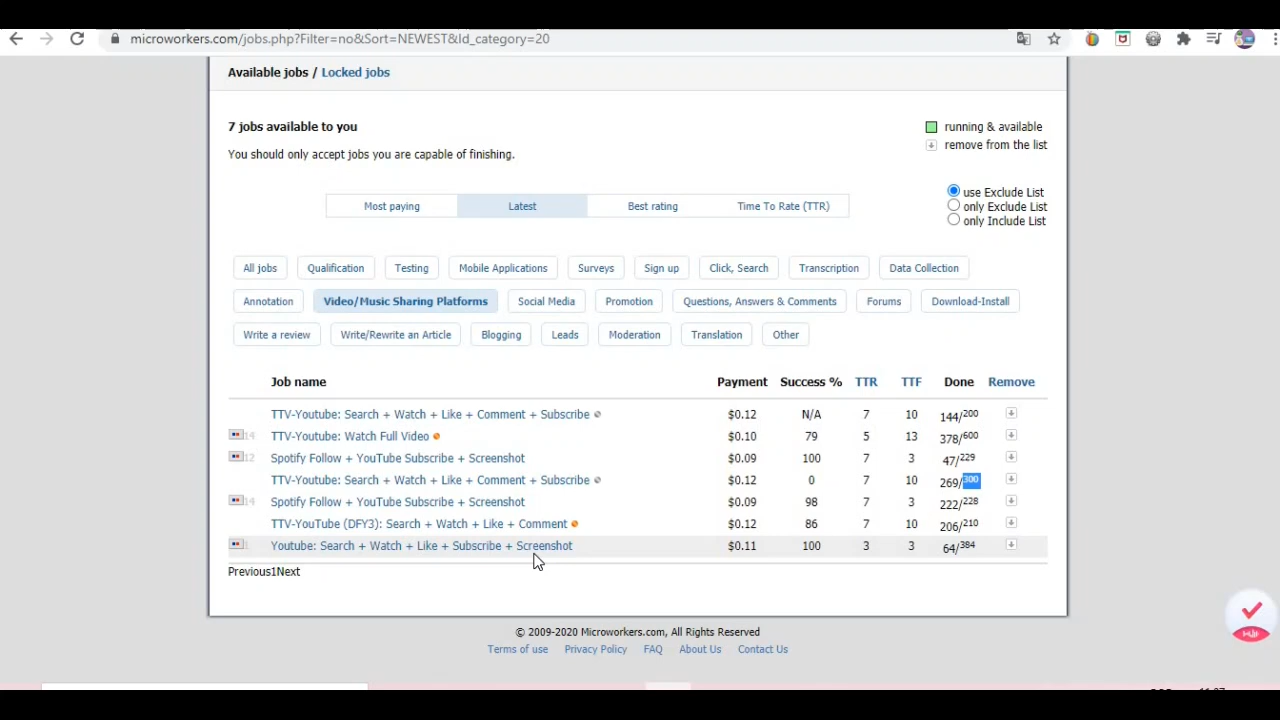 microworkers.com/jobs.php?Filter=no&Sort=NEWEST&Id_category=20
Available jobs / Locked jobs
7 jobs available to you
running & available
You should only accept jobs you are capable of finishing.
remove from the list
use Exclude List
Most paying Latest Best rating Time To Rate (TTR)
only Exclude List
only Include List
All jobs Qualification Testing Mobile Applications Surveys Sign up Click, Search Transcription Data Collection
Annotation Video/Music Sharing Platforms Social Media Promotion Questions, Answers & Comments Forums Download-Install
Write a review Write/Rewrite an Article Blogging Leads Moderation Translation Other
Job name Payment Success % TTR TTF Done Remove
TTV-Youtube: Search + Watch + Like + Comment + Subscribe $0.12 N/A 7 10 144/200
14 TTV-Youtube: Watch Full Video $0.10 79 5 13 378/600
12 Spotify Follow + YouTube Subscribe + Screenshot $0.09 100 7 3 47/229
TTV-Youtube: Search + Watch + Like + Comment + Subscribe $0.12 0 7 10 269/300
14 Spotify Follow + YouTube Subscribe + Screenshot $0.09 98 7 3 222/228
TTV-YouTube (DFY3): Search + Watch + Like + Comment $0.12 86 7 10 206/210
Youtube: Search + Watch + Like + Subscribe + Screenshot $0.11 100 3 3 64/384
Previous1Next
© 2009-2020 Microworkers.com, All Rights Reserved
Terms of use Privacy Policy FAQ About Us Contact Us